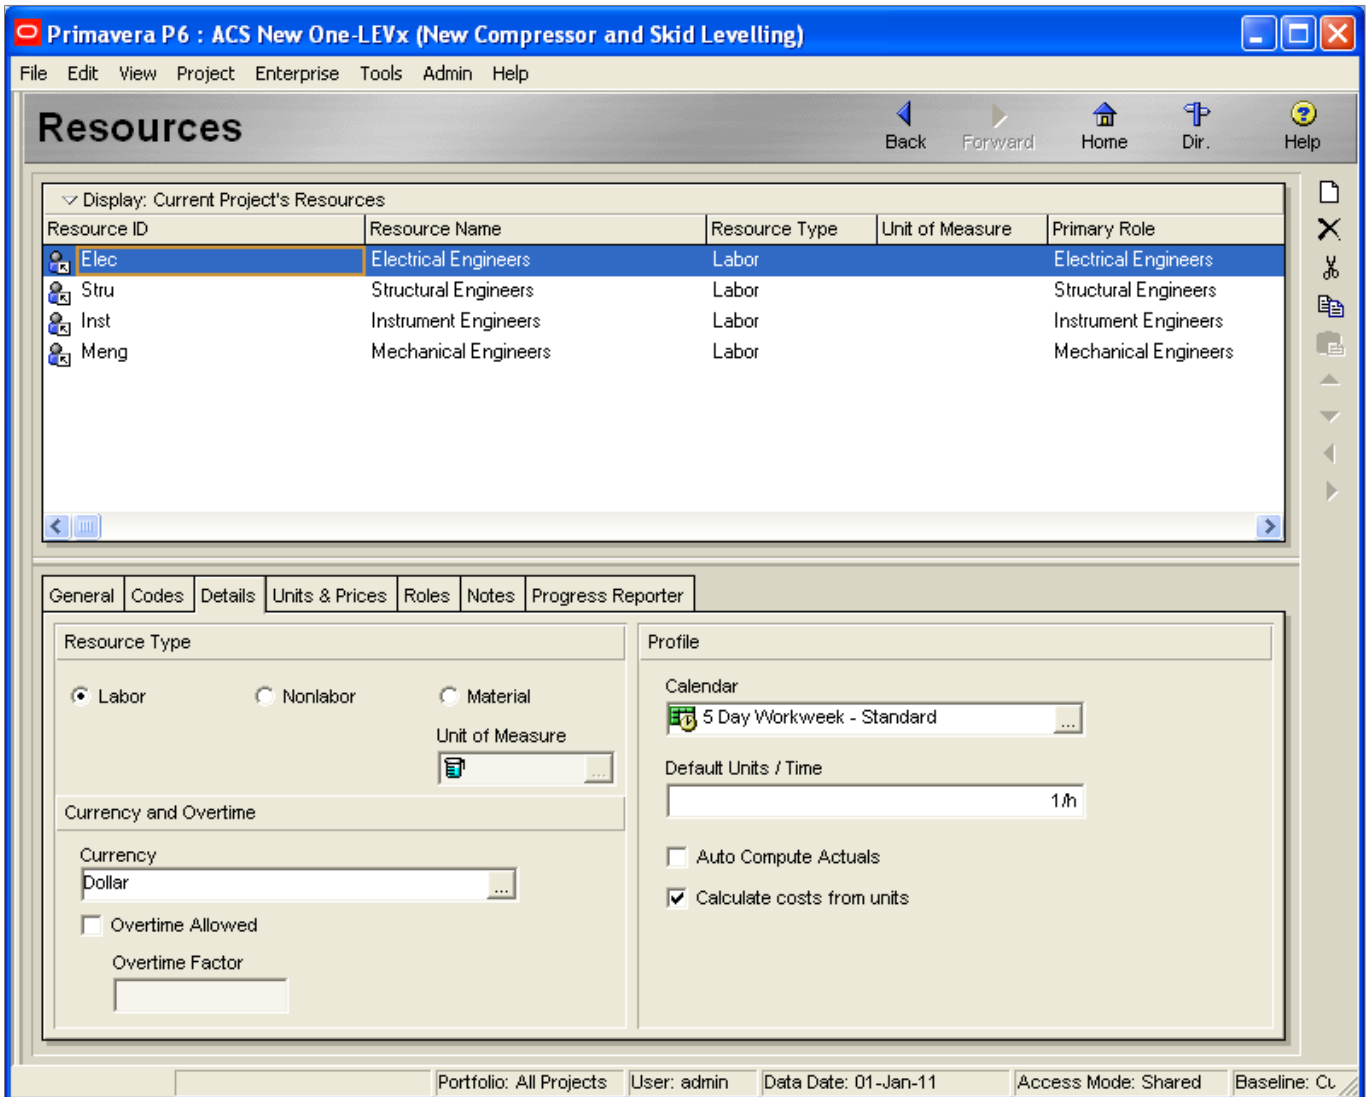 Primavera P6 : ACS New One-LEVx (New Compressor and Skid Levelling)
File Edit View Project Enterprise Tools Admin Help
Resources
Back Forward Home Dir. Help
Display: Current Project's Resources
Resource ID Resource Name Resource Type Unit of Measure Primary Role
Elec Electrical Engineers Labor Electrical Engineers
Stru Structural Engineers Labor Structural Engineers
Inst Instrument Engineers Labor Instrument Engineers
Meng Mechanical Engineers Labor Mechanical Engineers
General Codes Details Units & Prices Roles Notes Progress Reporter
Resource Type
Labor Nonlabor Material
Unit of Measure
...
Currency and Overtime
Currency
Dollar ...
Overtime Allowed
Overtime Factor
Profile
Calendar
5 Day Workweek - Standard ...
Default Units / Time
1/h
Auto Compute Actuals
Calculate costs from units
Portfolio: All Projects User: admin Data Date: 01-Jan-11 Access Mode: Shared Baseline: Cu